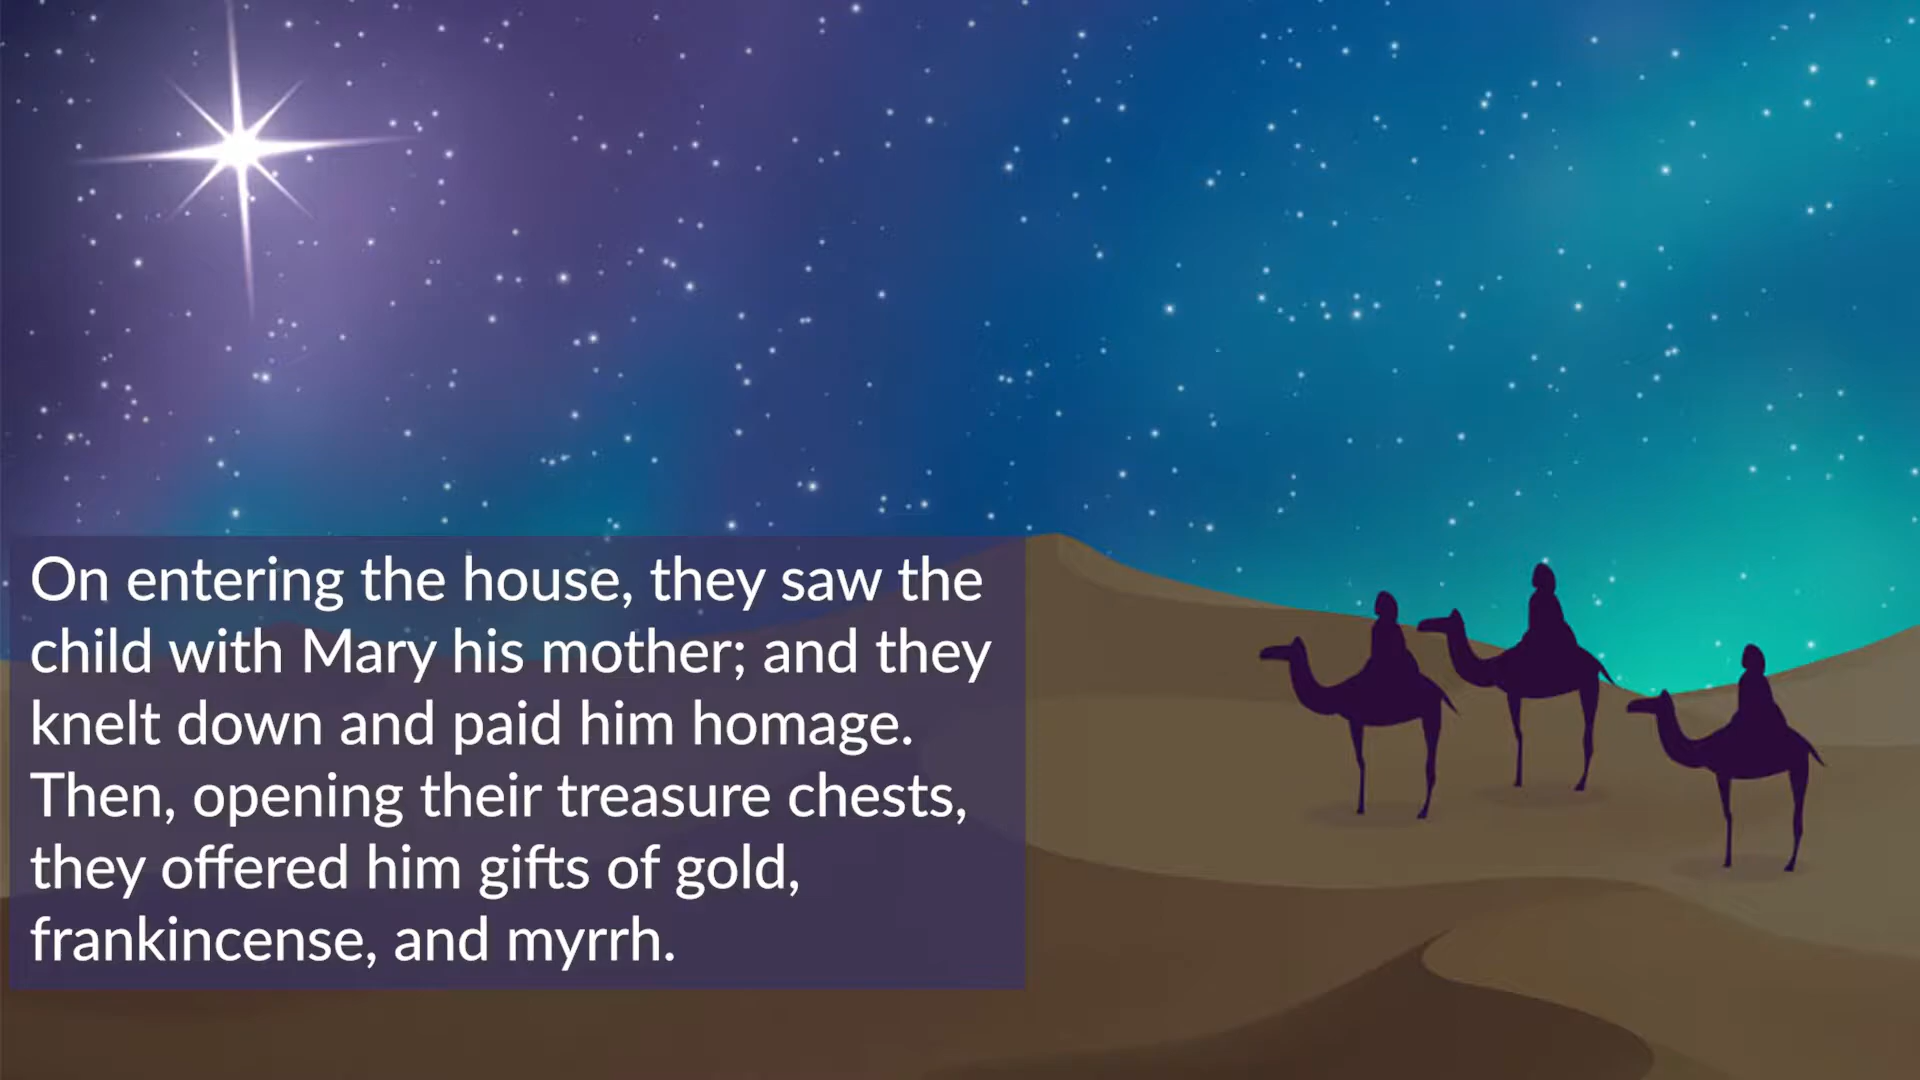 On entering the house, they saw the
child with Mary his mother; and they
knelt down and paid him homage.
Then, opening their treasure chests,
they offered him gifts of gold,
frankincense, and myrrh.